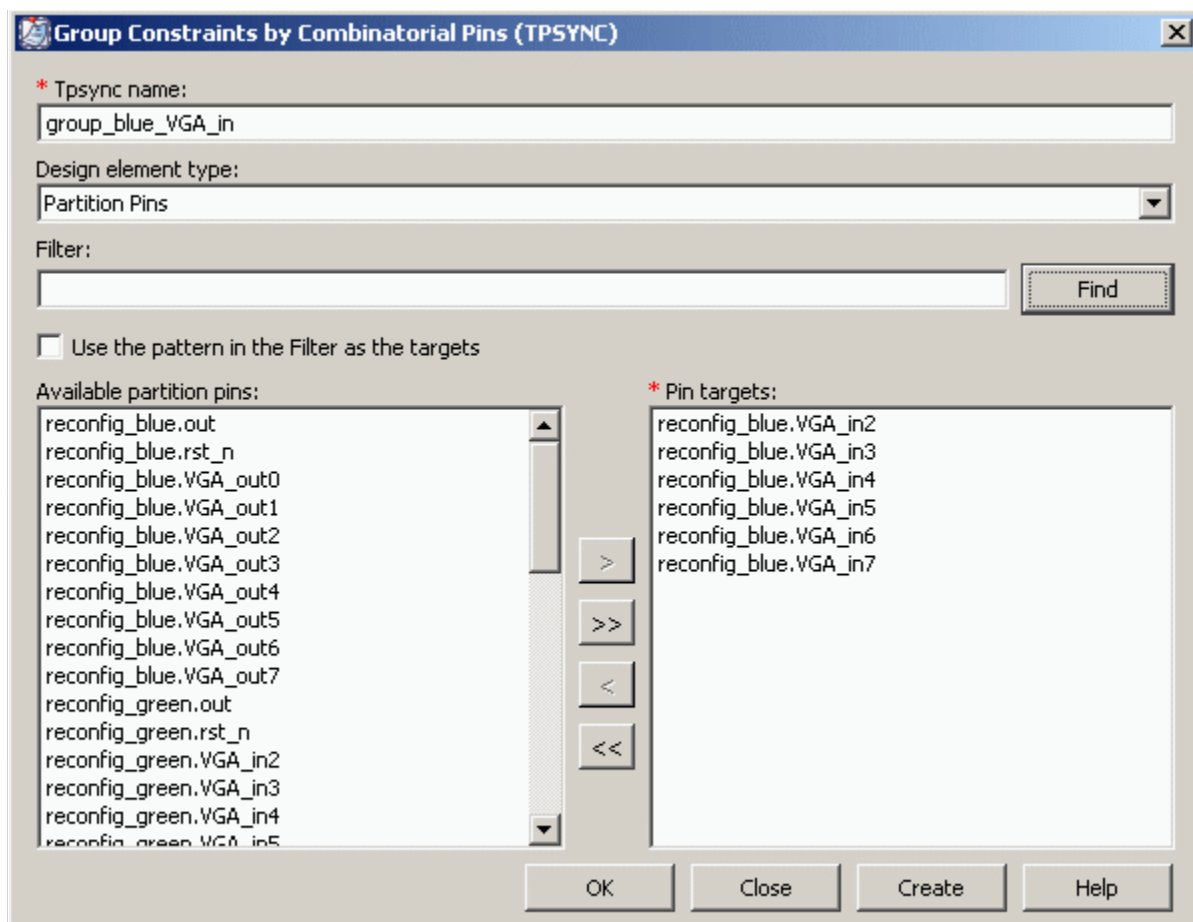 Group Constraints by Combinatorial Pins (TPSYNC)
* Tpsync name:
group_blue_VGA_in
Design element type:
Partition Pins
Filter:
Find
Use the pattern in the Filter as the targets
Available partition pins:
reconfig_blue.out
reconfig_blue.rst_n
reconfig_blue.VGA_out0
reconfig_blue.VGA_out1
reconfig_blue.VGA_out2
reconfig_blue.VGA_out3
reconfig_blue.VGA_out4
reconfig_blue.VGA_out5
reconfig_blue.VGA_out6
reconfig_blue.VGA_out7
reconfig_green.out
reconfig_green.rst_n
reconfig_green.VGA_in2
reconfig_green.VGA_in3
reconfig_green.VGA_in4
reconfig_green.VGA_in5
>
>>
<
<<
* Pin targets:
reconfig_blue.VGA_in2
reconfig_blue.VGA_in3
reconfig_blue.VGA_in4
reconfig_blue.VGA_in5
reconfig_blue.VGA_in6
reconfig_blue.VGA_in7
OK Close Create Help